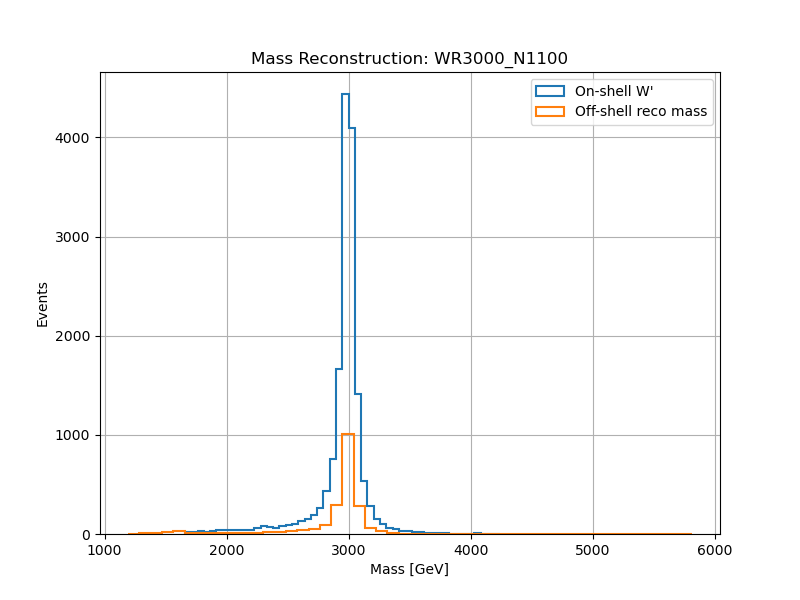 Mass Reconstruction: WR3000_N1100
On-shell W'
Off-shell reco mass
Events
4000
3000
2000
1000
0
1000 2000 3000 4000 5000 6000
Mass [GeV]